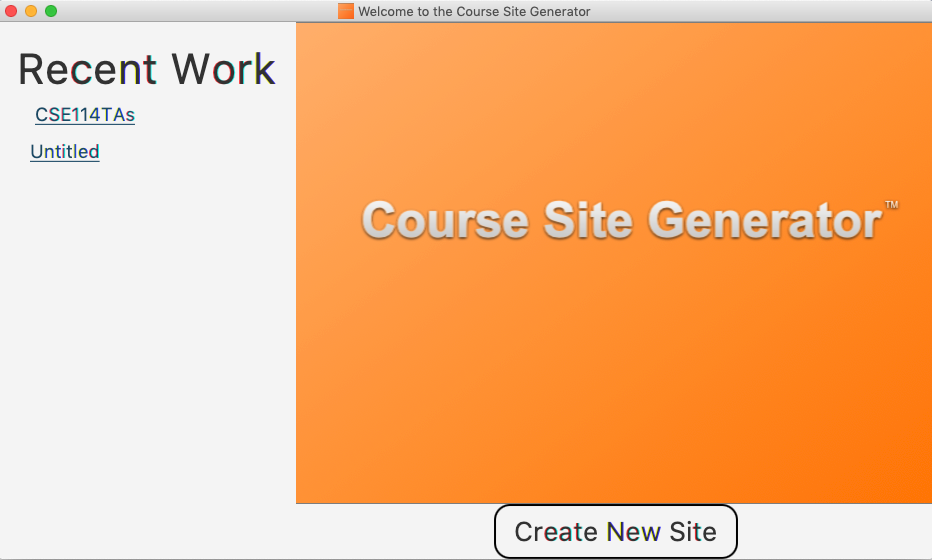 Welcome to the Course Site Generator
Recent Work
CSE114TAs
Untitled
Course Site Generator™
Create New Site